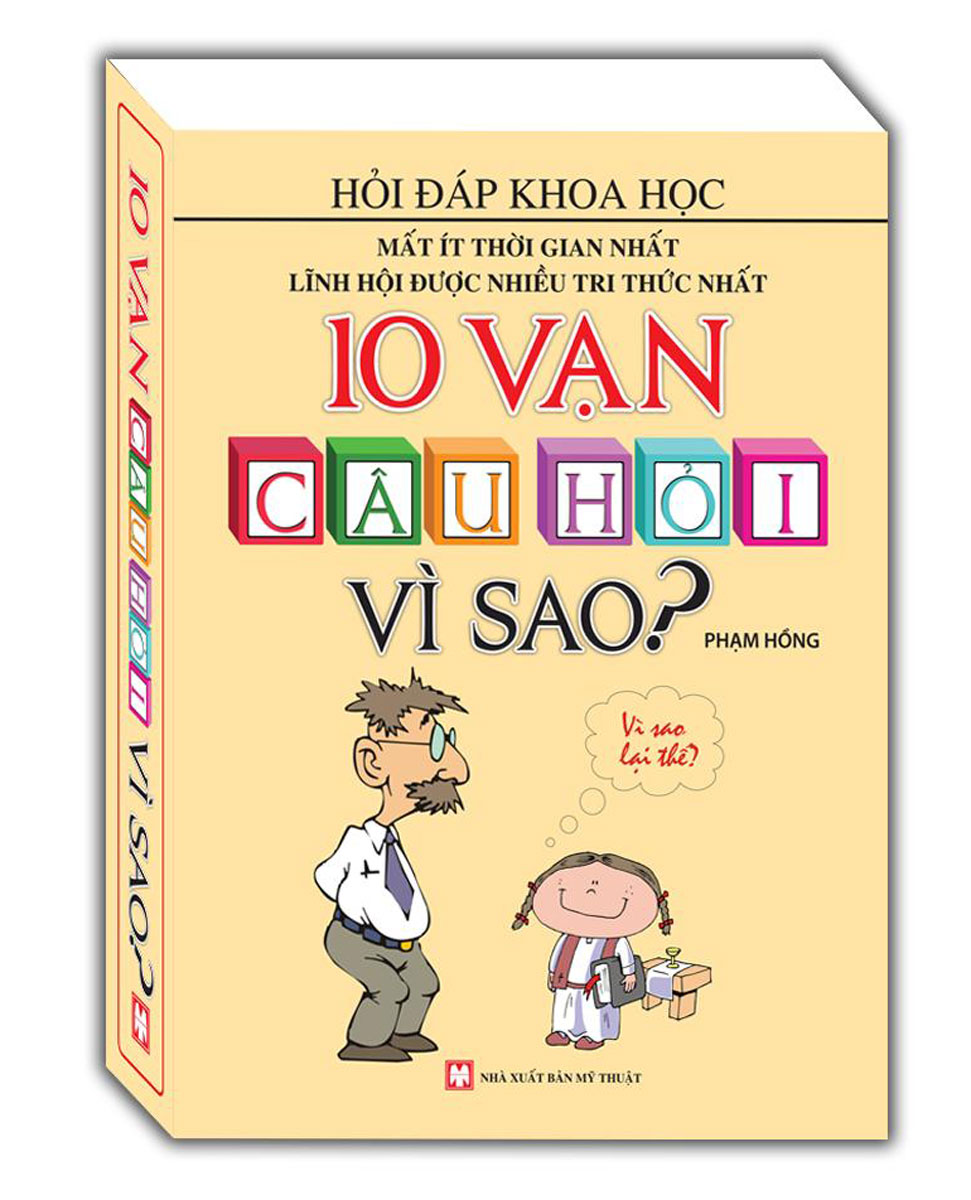 HỎI ĐÁP KHOA HỌC
MẤT ÍT THỜI GIAN NHẤT
LĨNH HỘI ĐƯỢC NHIỀU TRI THỨC NHẤT
10 VẠN
CÂU HỎI
VÌ SAO?
PHẠM HỒNG
Vì sao
lại thế?
NHÀ XUẤT BẢN MỸ THUẬT
10 VẠN CÂU HỎI VÌ SAO?